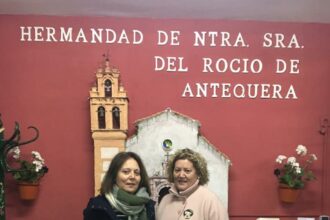 HERMANDAD DE NTRA. SRA.
DEL ROCIO DE
ANTEQUERA